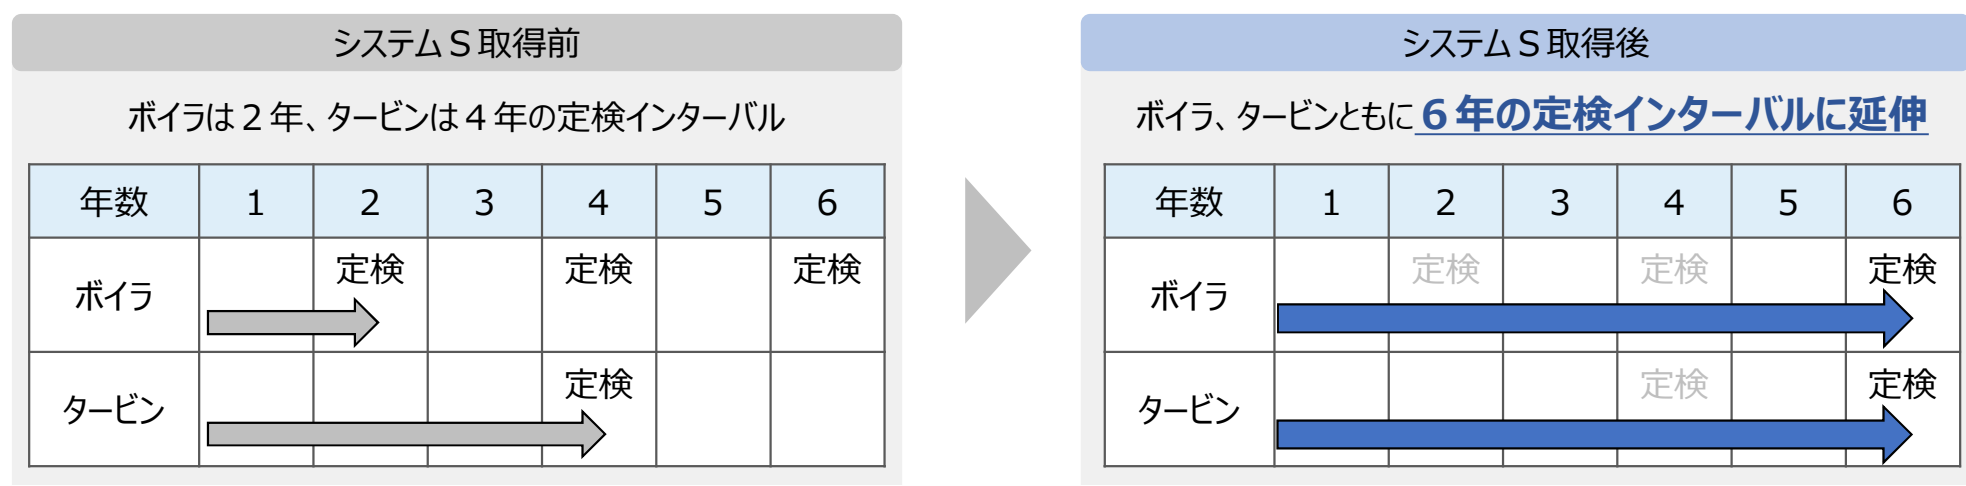 システムS取得前
ボイラは2年、タービンは4年の定検インターバル
年数 1 2 3 4 5 6
ボイラ 定検 定検 定検
タービン 定検
システムS取得後
ボイラ、タービンともに6年の定検インターバルに延伸
年数 1 2 3 4 5 6
ボイラ 定検 定検 定検
タービン 定検 定検